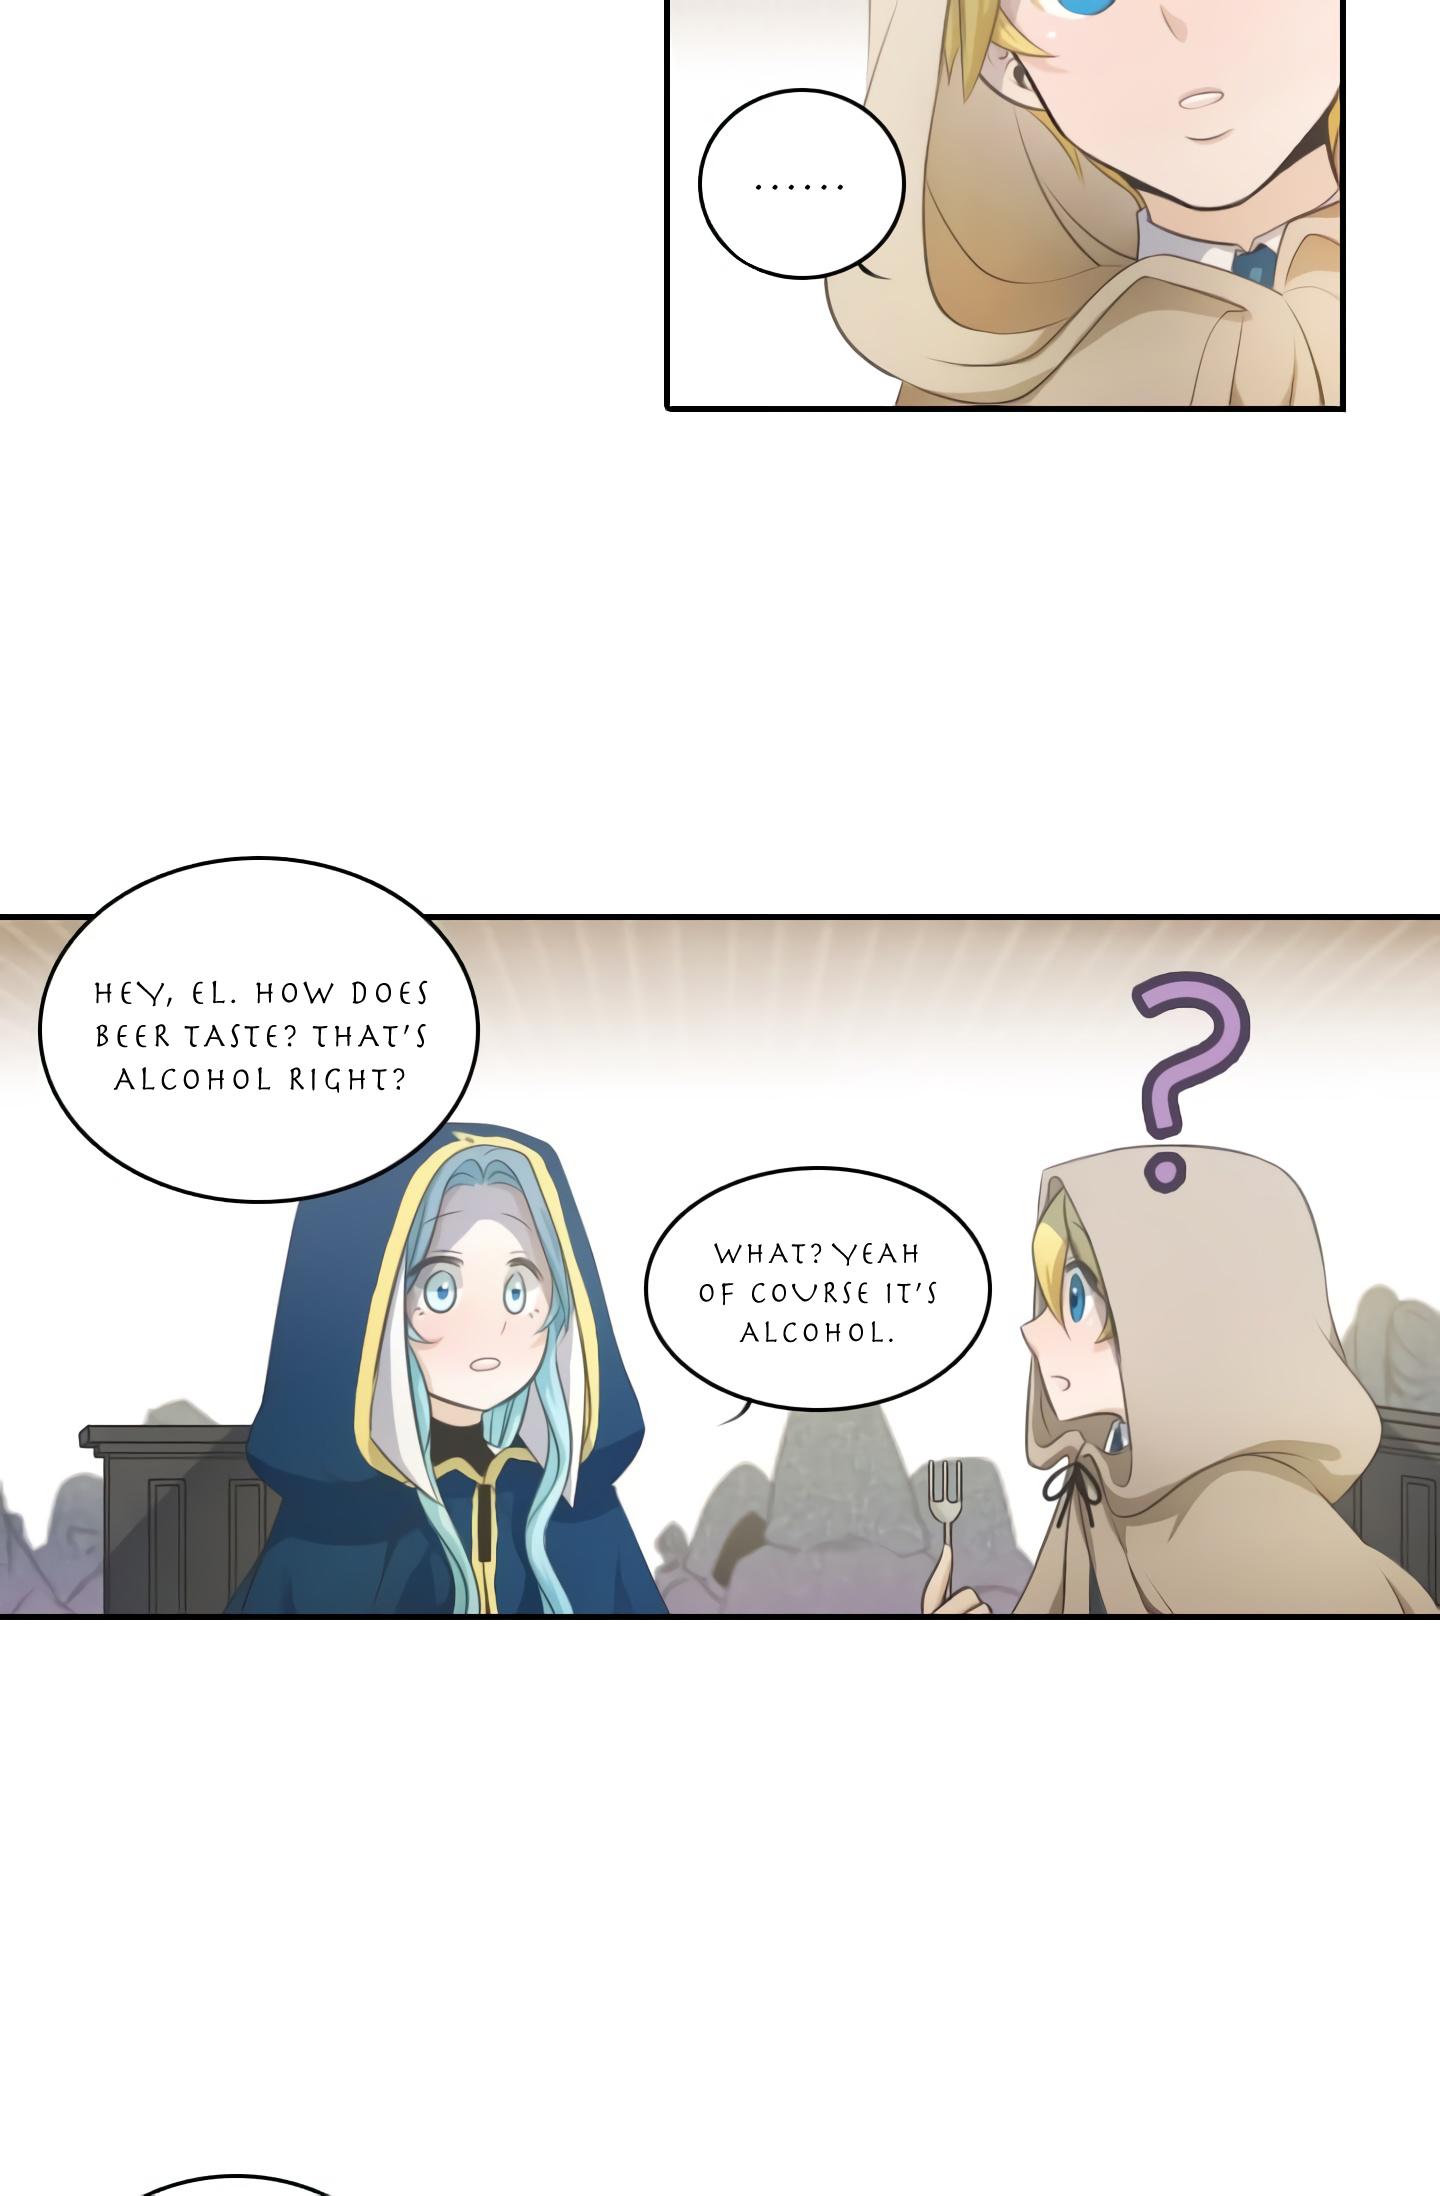 ......
HEY, EL. HOW DOES
BEER TASTE? THAT'S
ALCOHOL RIGHT?
?
WHAT? YEAH
OF COURSE IT'S
ALCOHOL.